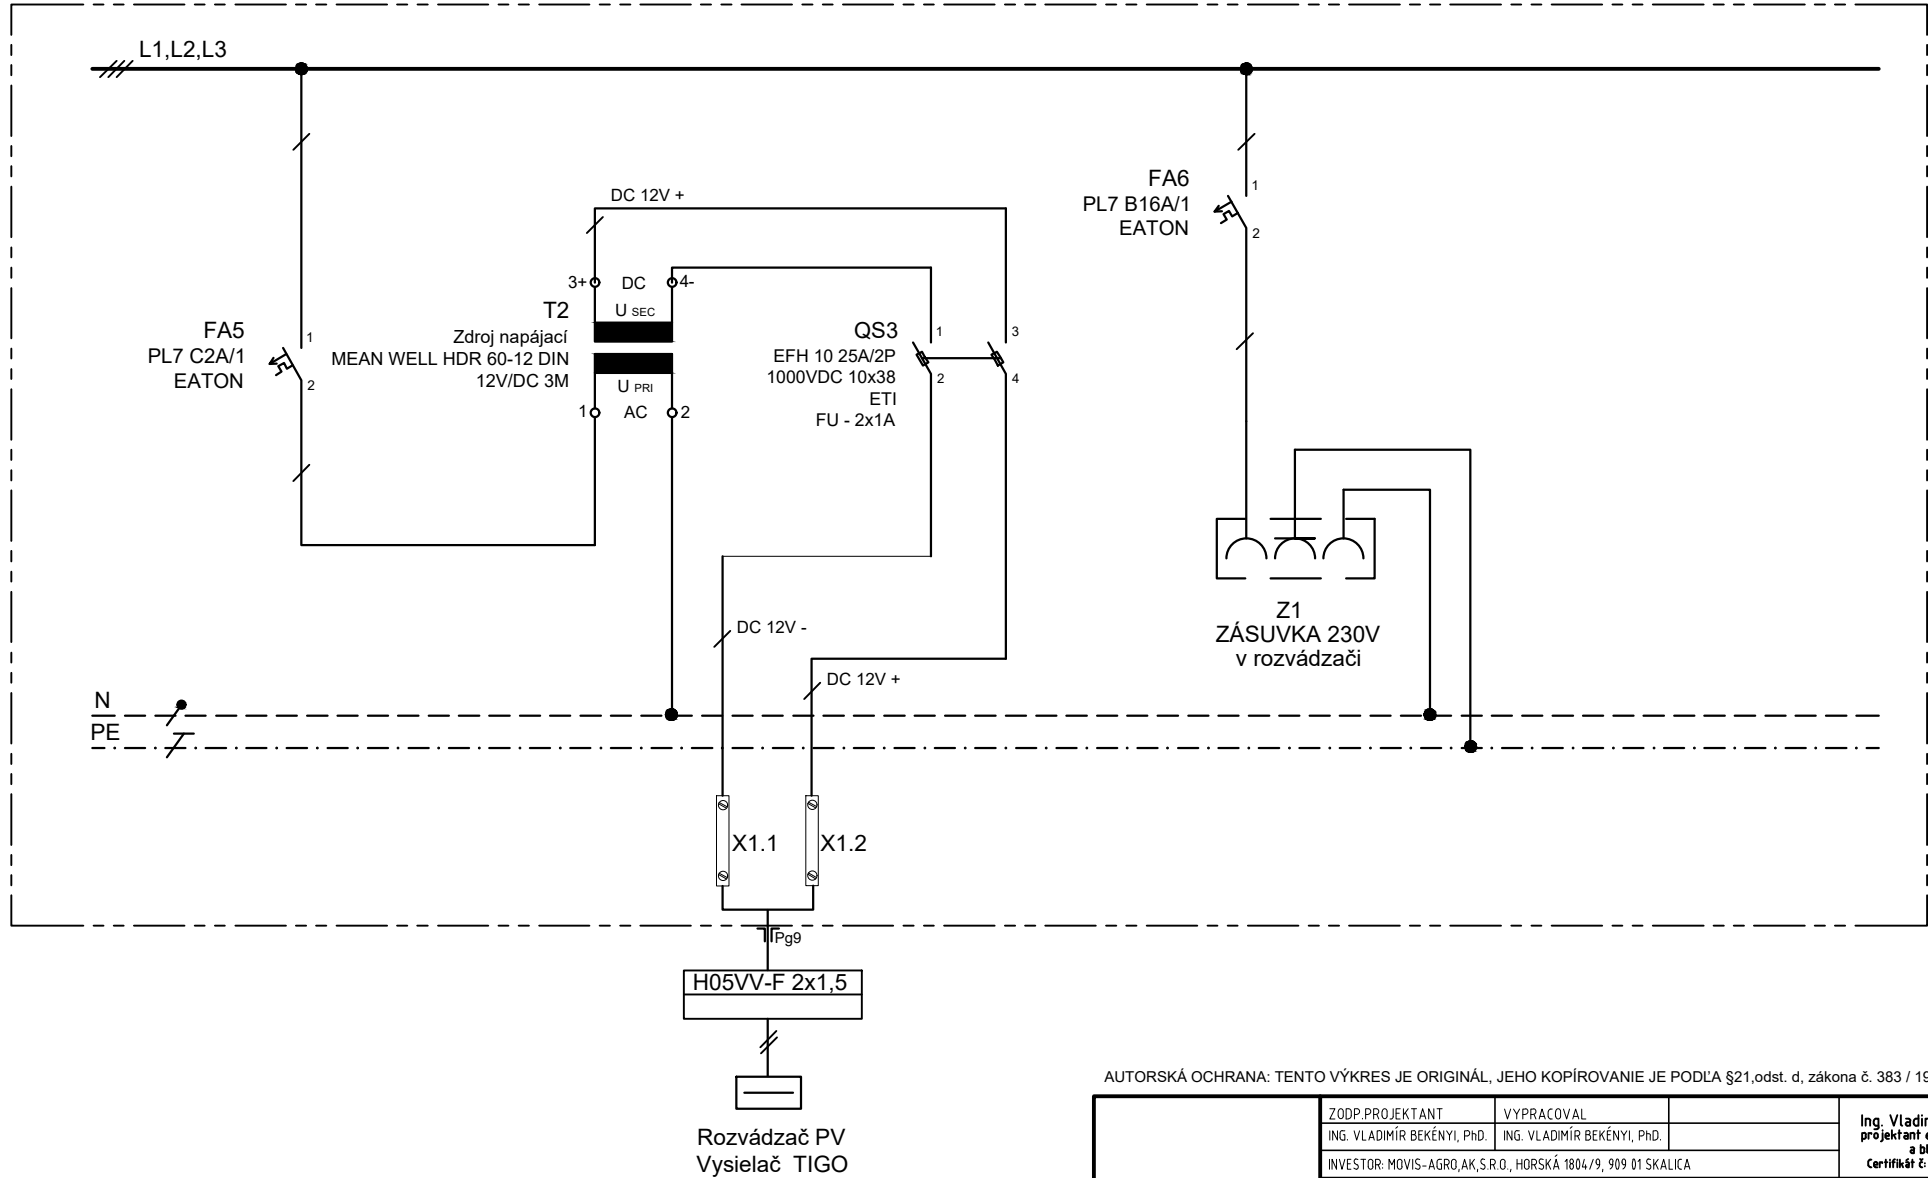 L1,L2,L3
DC 12V +
FA6
PL7 B16A/1
EATON
1
2
3+
DC
4-
U SEC
T2
Zdroj napájací
MEAN WELL HDR 60-12 DIN
12V/DC 3M
U PRI
1
AC
2
FA5
PL7 C2A/1
EATON
1
2
QS3
EFH 10 25A/2P
1000VDC 10x38
ETI
FU - 2x1A
1
2
3
4
Z1
ZÁSUVKA 230V
v rozvádzači
DC 12V -
DC 12V +
N
PE
X1.1
X1.2
Pg9
H05VV-F 2x1,5
Rozvádzač PV
Vysielač TIGO
AUTORSKÁ OCHRANA: TENTO VÝKRES JE ORIGINÁL, JEHO KOPÍROVANIE JE PODĽA §21,odst. d, zákona č. 383 / 19
ZODP.PROJEKTANT
VYPRACOVAL
ING. VLADIMÍR BEKÉNYI, PhD.
ING. VLADIMÍR BEKÉNYI, PhD.
INVESTOR: MOVIS-AGRO,AK,S.R.O., HORSKÁ 1804/9, 909 01 SKALICA
Ing. Vladi
projektant
a b
Certifikát č: